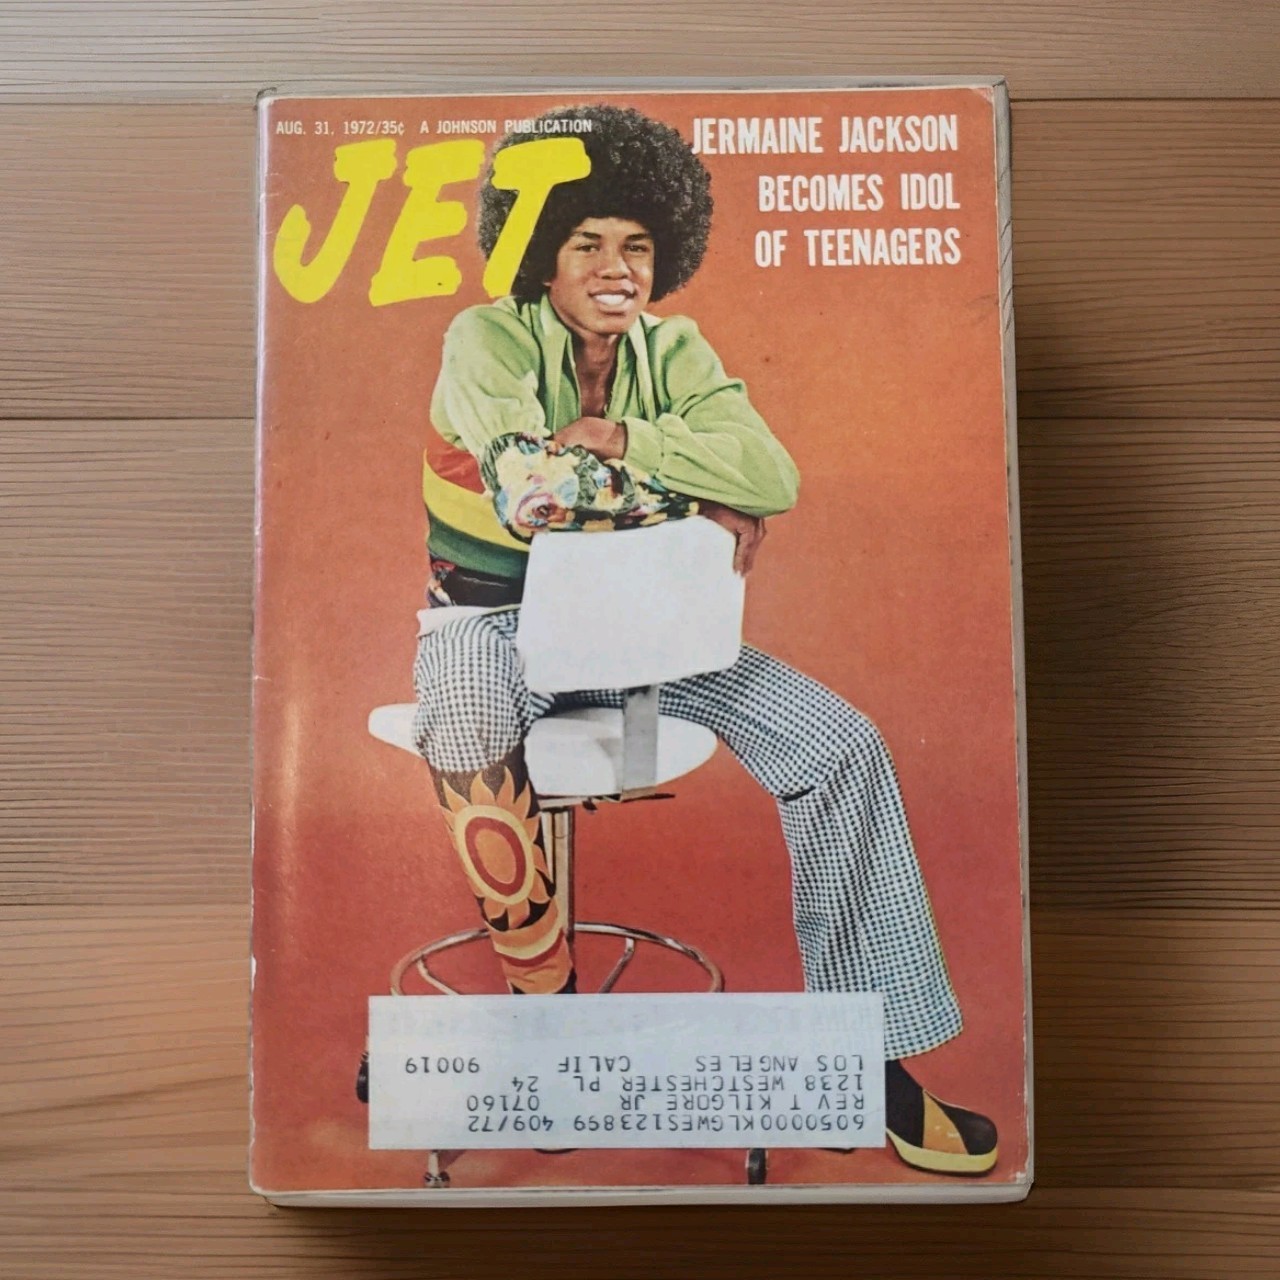 AUG. 31, 1972/35¢ A JOHNSON PUBLICATION
JET
JERMAINE JACKSON
BECOMES IDOL
OF TEENAGERS
6050000KLGWES123899 409/72
REV T KILGORE JR 07160
1238 WESTCHESTER PL 24
LOS ANGELES CALIF 90019